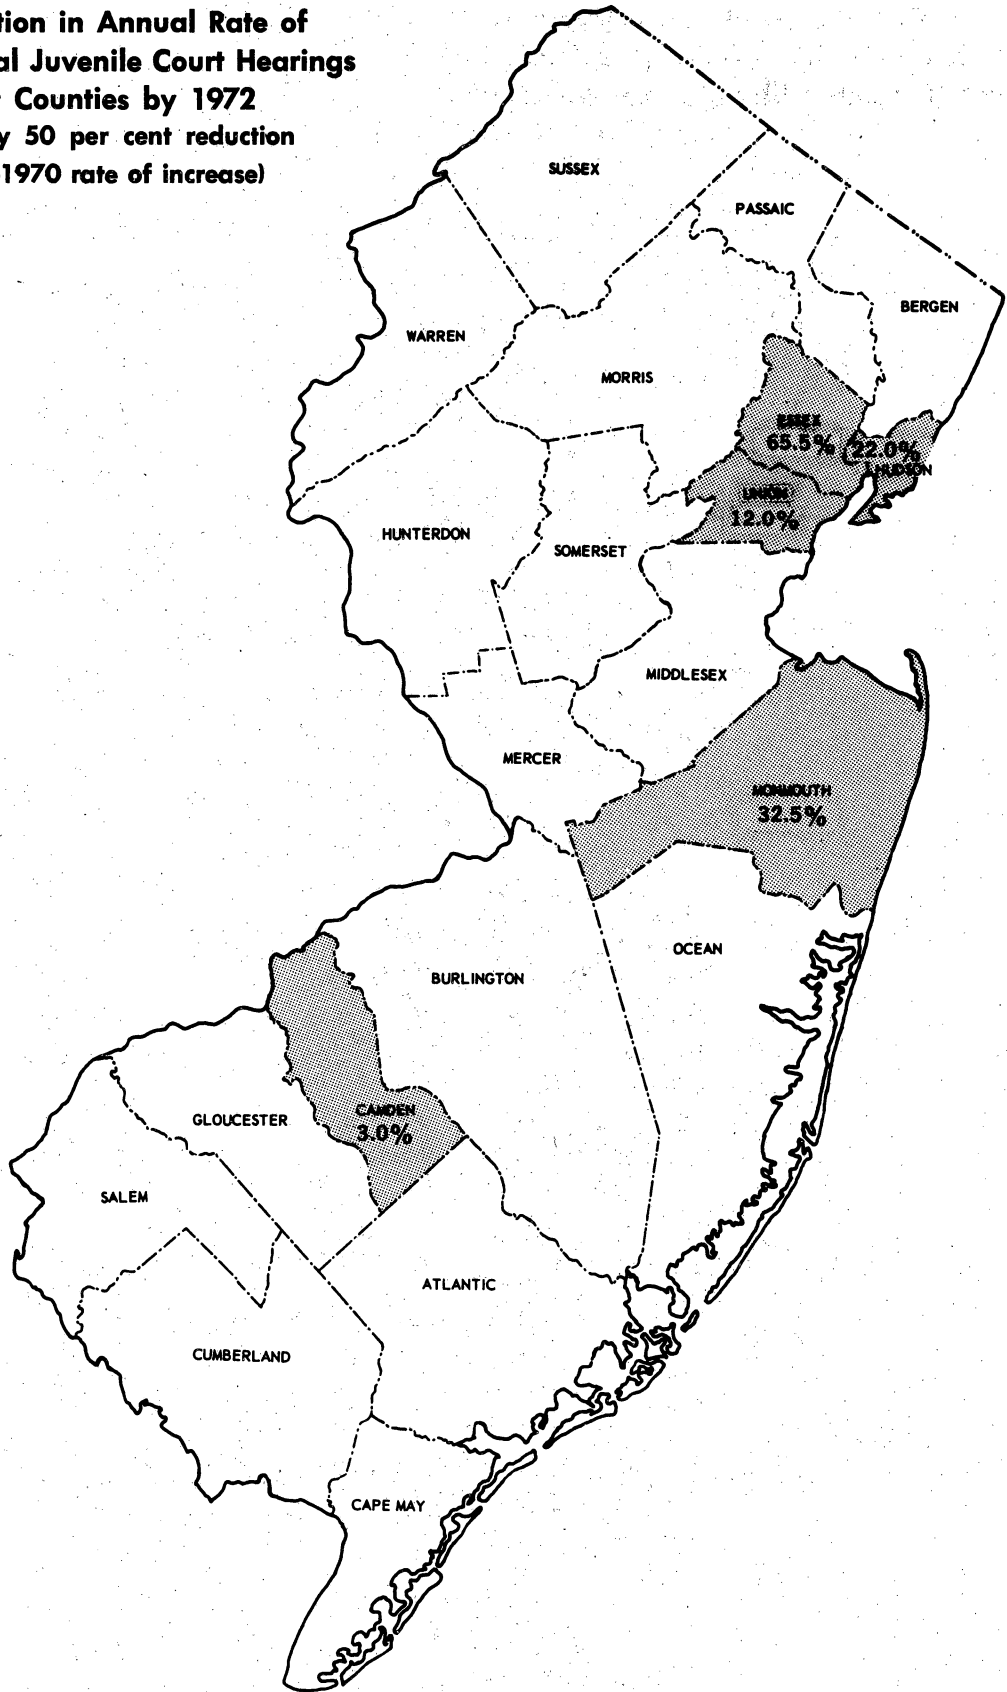 tion in Annual Rate of
al Juvenile Court Hearings
Counties by 1972
y 50 per cent reduction
1970 rate of increase)
SUSSEX
PASSAIC
BERGEN
WARREN
MORRIS
ESSEX
65.5%
22.0%
HUDSON
UNION
12.0%
HUNTERDON
SOMERSET
MIDDLESEX
MERCER
MONMOUTH
32.5%
OCEAN
BURLINGTON
CAMDEN
3.0%
GLOUCESTER
SALEM
ATLANTIC
CUMBERLAND
CAPE MAY